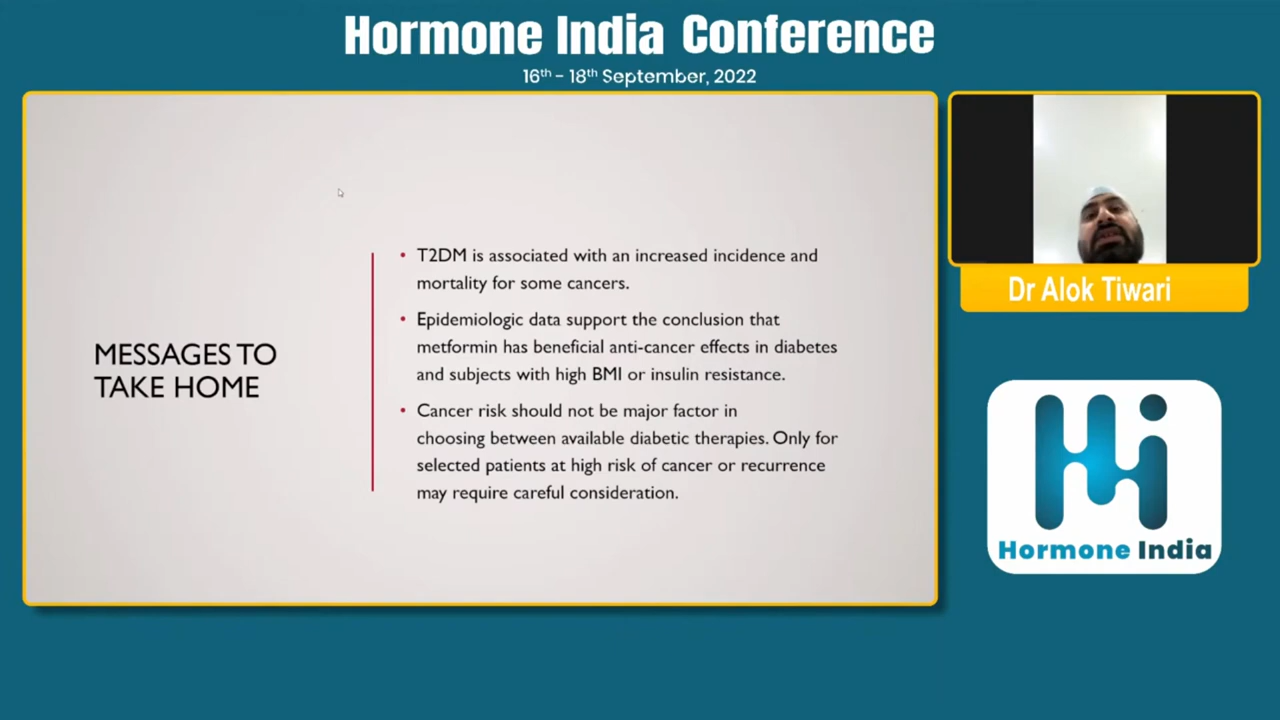 Hormone India Conference
16th - 18th September, 2022
MESSAGES TO
TAKE HOME
• T2DM is associated with an increased incidence and
mortality for some cancers.
• Epidemiologic data support the conclusion that
metformin has beneficial anti-cancer effects in diabetes
and subjects with high BMI or insulin resistance.
• Cancer risk should not be major factor in
choosing between available diabetic therapies. Only for
selected patients at high risk of cancer or recurrence
may require careful consideration.
Dr Alok Tiwari
Hi
Hormone India